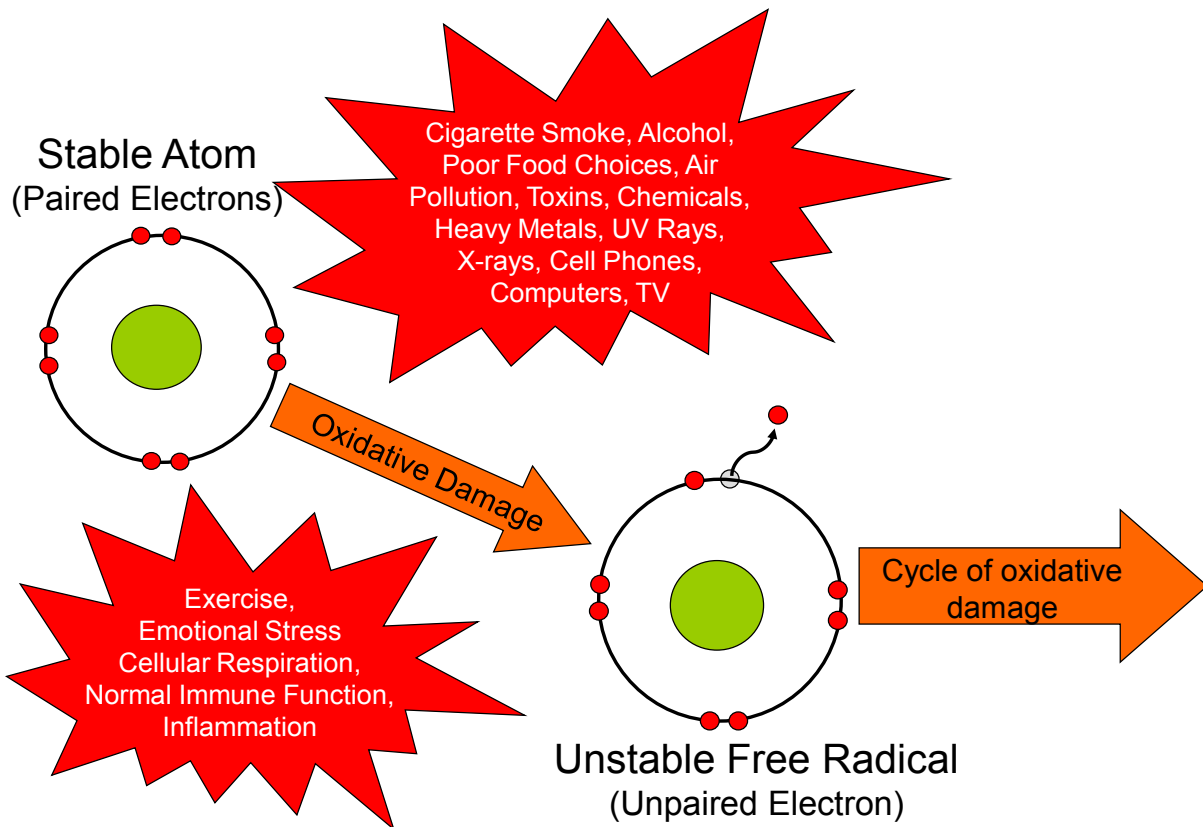 Cigarette Smoke, Alcohol,
Poor Food Choices, Air
Pollution, Toxins, Chemicals,
Heavy Metals, UV Rays,
X-rays, Cell Phones,
Computers, TV
Stable Atom
(Paired Electrons)
Oxidative Damage
Cycle of oxidative
damage
Exercise,
Emotional Stress
Cellular Respiration,
Normal Immune Function,
Inflammation
Unstable Free Radical
(Unpaired Electron)